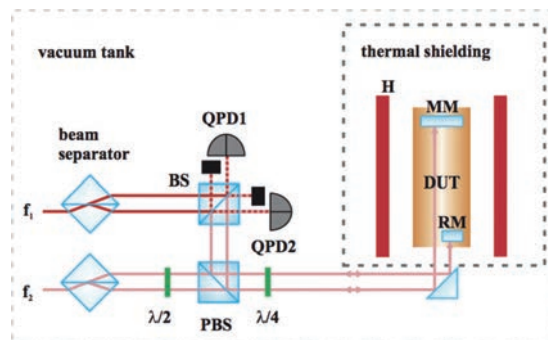 vacuum tank
thermal shielding
H
MM
QPD1
beam
separator
BS
DUT
RM
f₁
QPD2
f₂
λ/2
PBS
λ/4